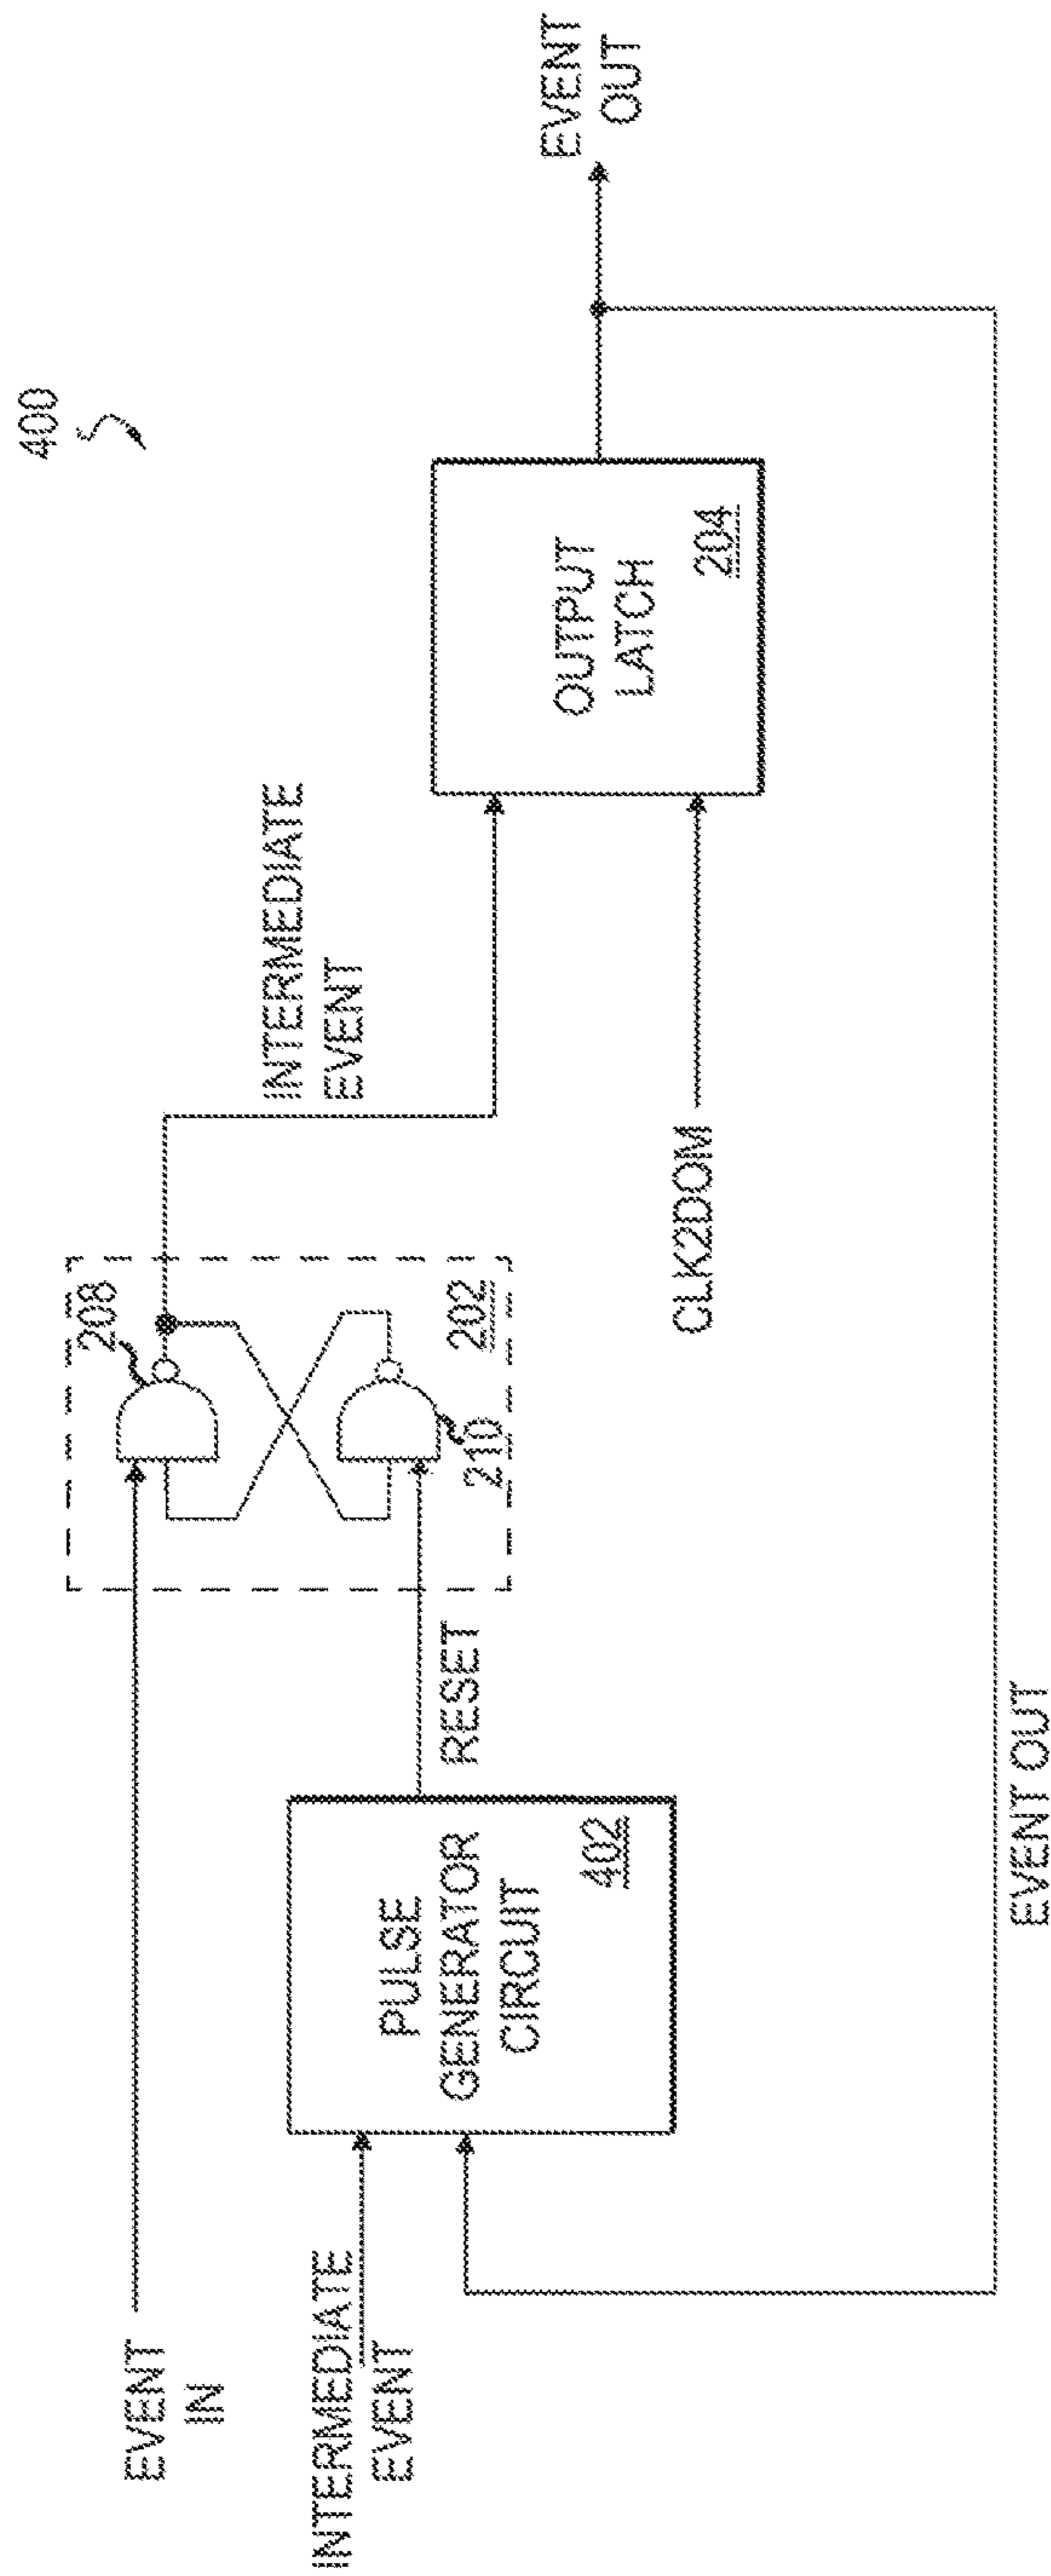 400
EVENT
IN
208
INTERMEDIATE
EVENT
EVENT
OUT
INTERMEDIATE
EVENT
PULSE
GENERATOR
CIRCUIT
402
RESET
210
202
OUTPUT
LATCH
204
CLK2DOM
EVENT OUT